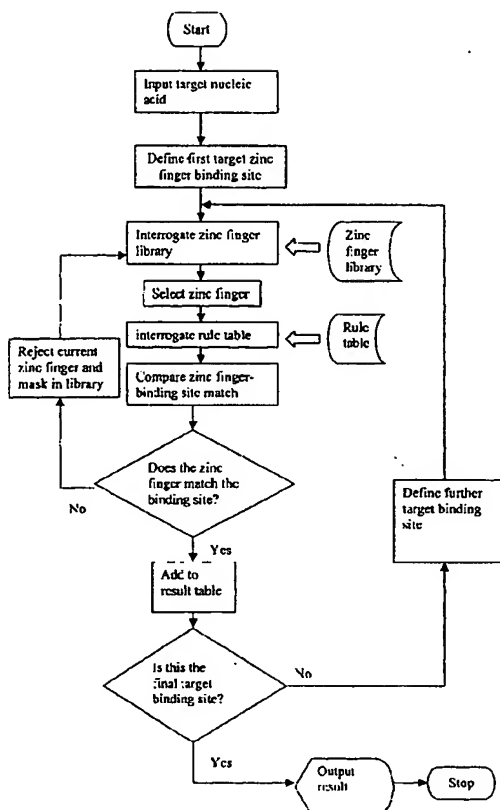 Start
Input target nucleic
acid
Define first target zinc
finger binding site
Interrogate zinc finger
library
Zinc
finger
library
Select zinc finger
interrogate rule table
Rule
table
Reject current
zinc finger and
mask in library
Compare zinc finger-
binding site match
Does the zinc
finger match the
binding site?
No
Define further
target binding
site
Yes
Add to
result table
Is this the
final target
binding site?
No
Yes
Output
result
Stop